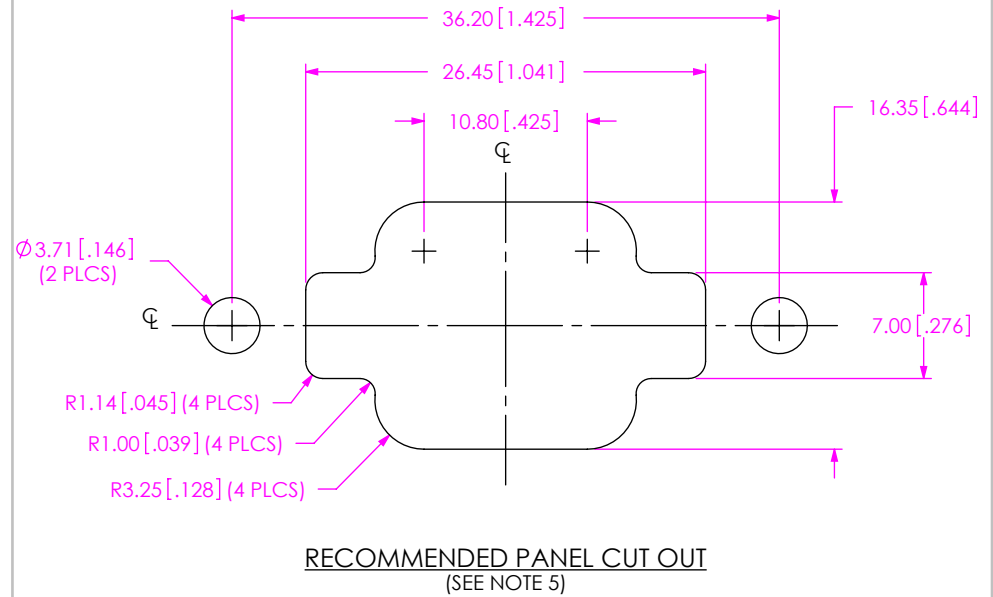 36.20 [1.425]
26.45 [1.041]
10.80 [.425]
16.35 [.644]
℄
Ø3.71 [.146]
(2 PLCS)
℄
7.00 [.276]
R1.14 [.045] (4 PLCS)
R1.00 [.039] (4 PLCS)
R3.25 [.128] (4 PLCS)
RECOMMENDED PANEL CUT OUT
(SEE NOTE 5)